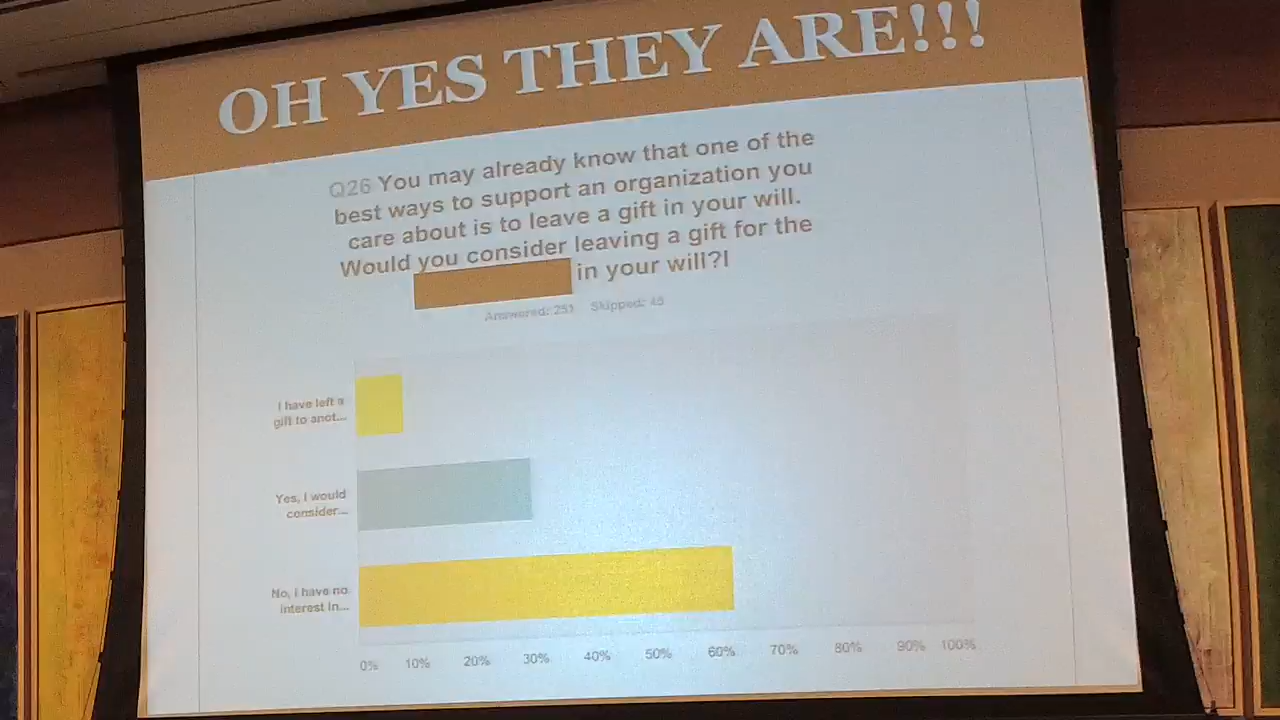 OH YES THEY ARE!!!
Q26 You may already know that one of the
best ways to support an organization you
care about is to leave a gift in your will.
Would you consider leaving a gift for the
in your will?I
Answered: 251 Skipped: 45
I have left a
gift to anot...
Yes, I would
consider...
No, I have no
interest in...
0% 10% 20% 30% 40% 50% 60% 70% 80% 90% 100%